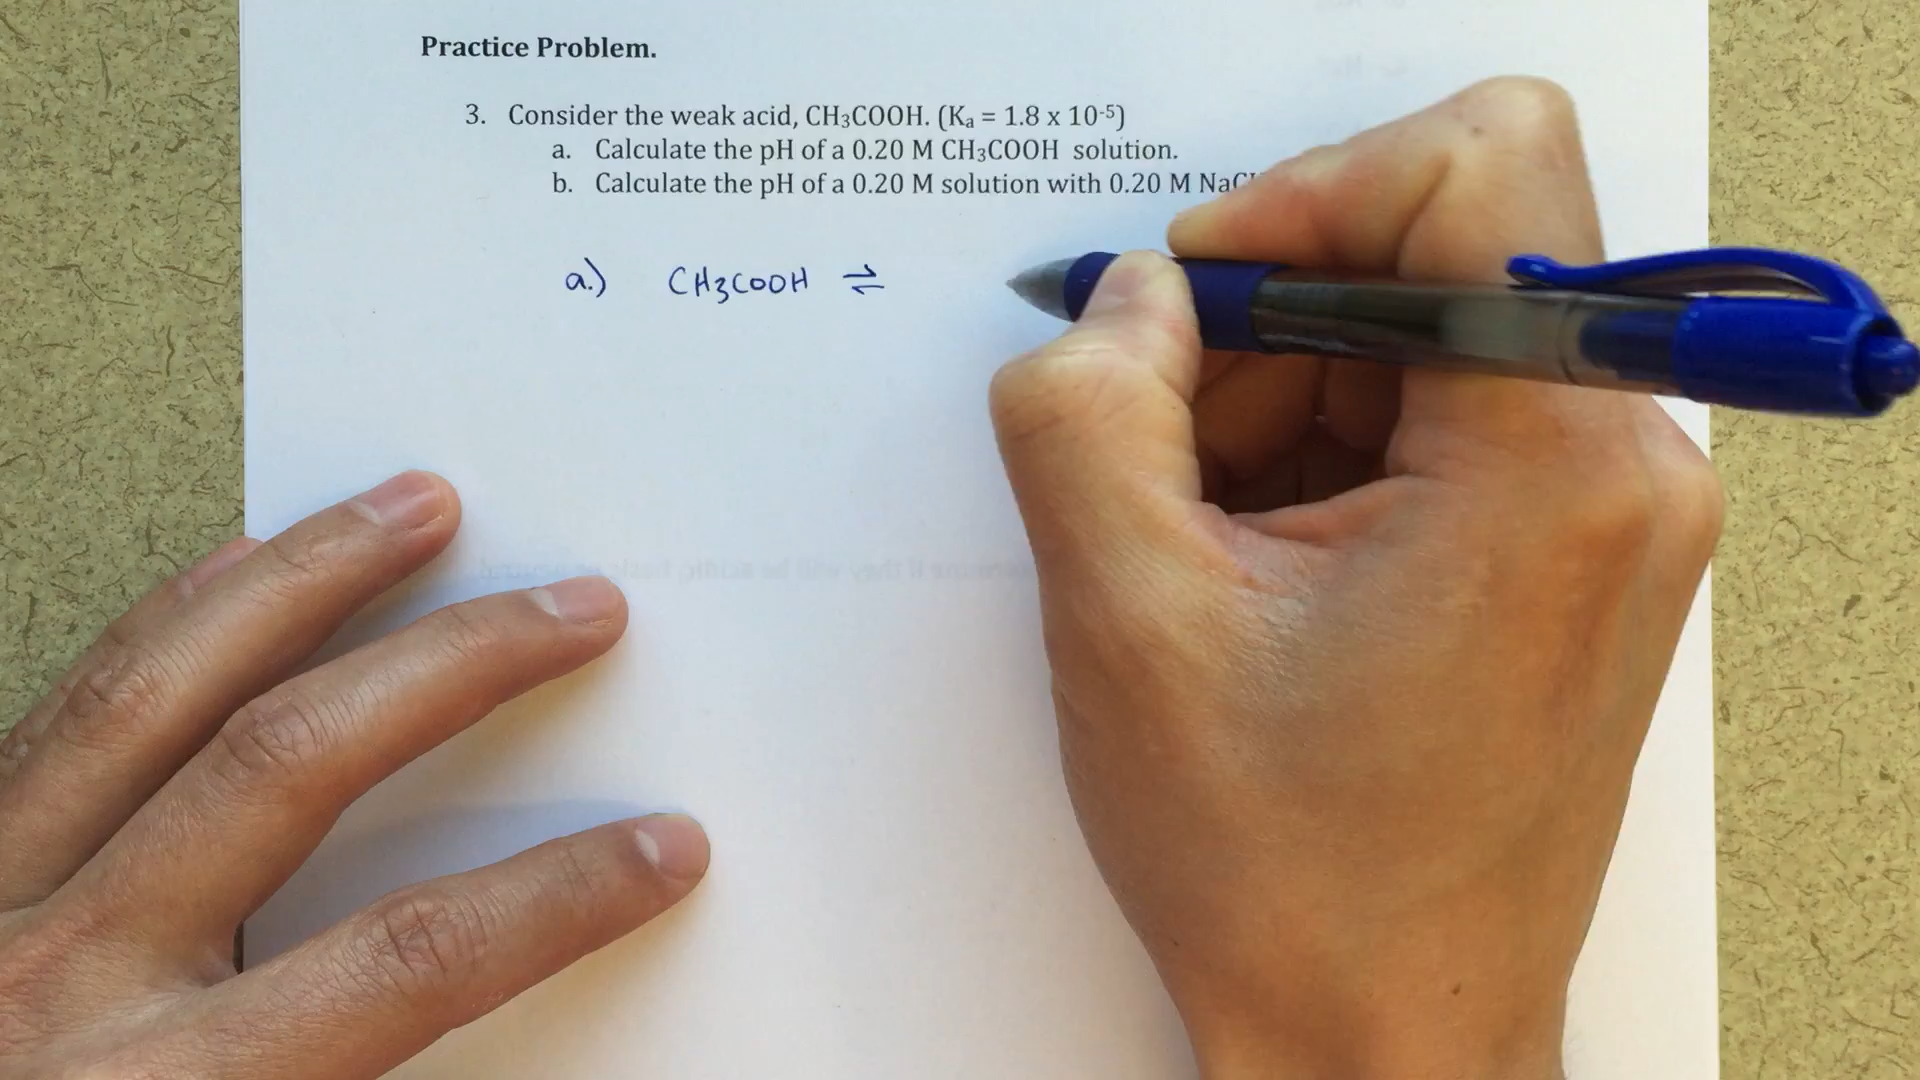 Practice Problem.
3. Consider the weak acid, CH₃COOH. (Kₐ = 1.8 x 10⁻⁵)
a. Calculate the pH of a 0.20 M CH₃COOH solution.
b. Calculate the pH of a 0.20 M solution with 0.20 M
a.) CH₃COOH ⇌